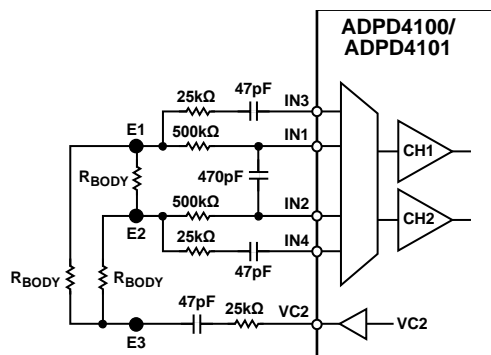 ADPD4100/
ADPD4101
47pF
25kΩ
IN3
E1
500kΩ
IN1
CH1
RBODY
470pF
500kΩ
IN2
CH2
E2
25kΩ
47pF
IN4
RBODY
RBODY
47pF
25kΩ
VC2
VC2
E3